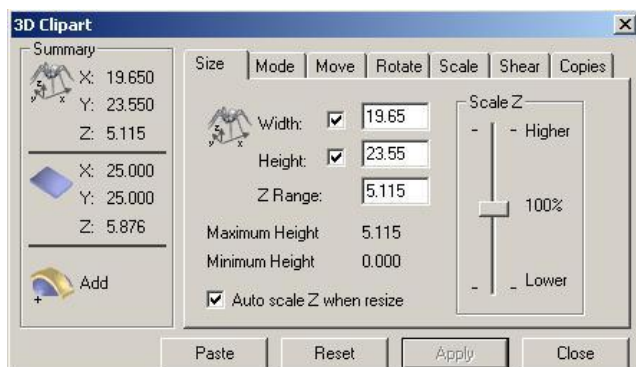 3D Clipart
Summary
X: 19.650
Y: 23.550
Z: 5.115
X: 25.000
Y: 25.000
Z: 5.876
Add
Size Mode Move Rotate Scale Shear Copies
Width: 19.65
Height: 23.55
Z Range: 5.115
Maximum Height 5.115
Minimum Height 0.000
Auto scale Z when resize
Scale Z
Higher
100%
Lower
Paste Reset Apply Close